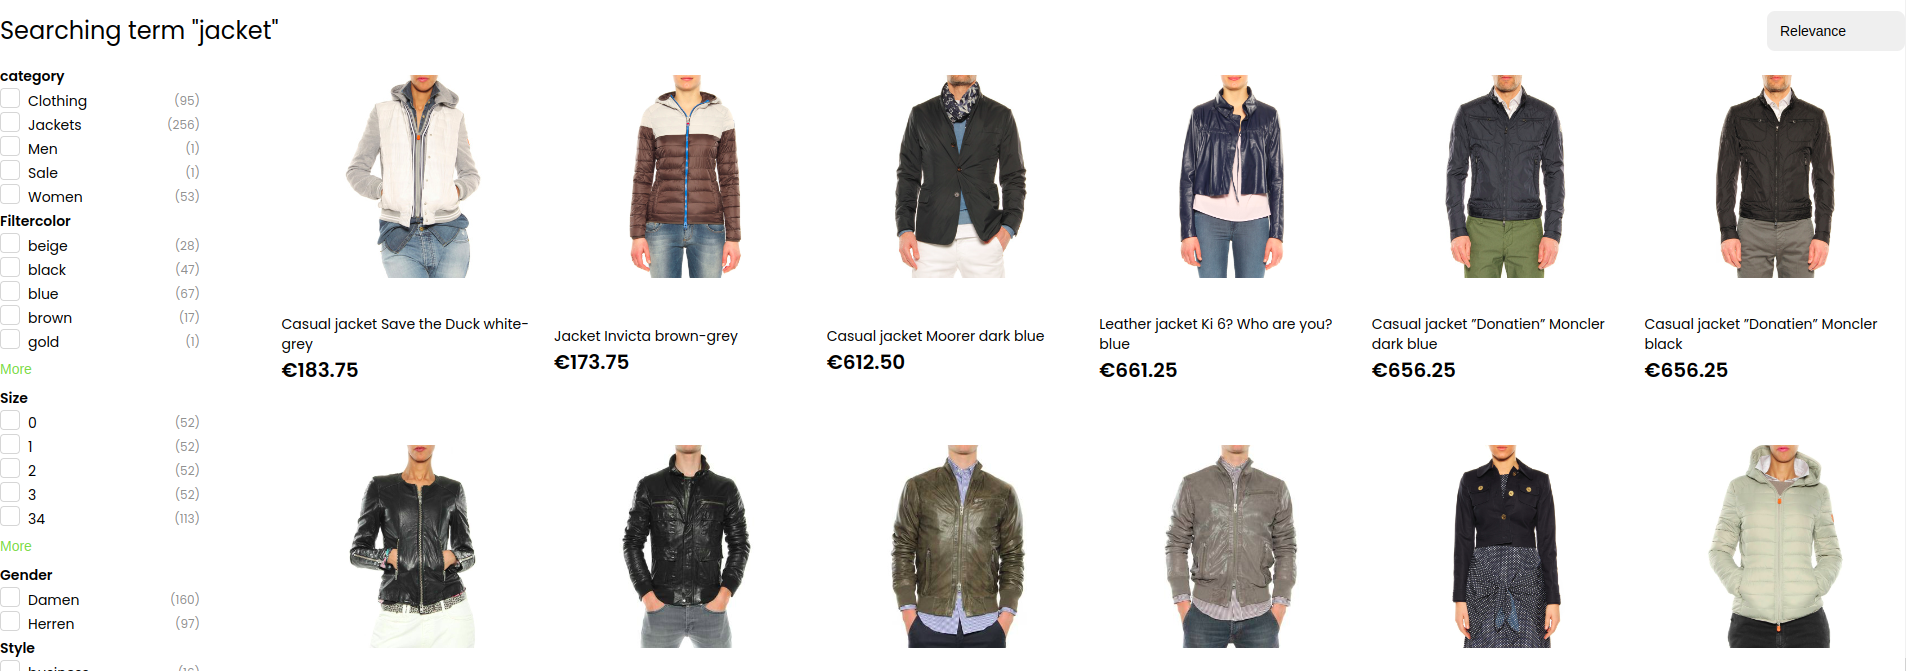 Searching term "jacket"
Relevance
category
Clothing (95)
Jackets (256)
Men (1)
Sale (1)
Women (53)
Filtercolor
beige (28)
black (47)
blue (67)
brown (17)
gold (1)
More
Size
0 (52)
1 (52)
2 (52)
3 (52)
34 (113)
More
Gender
Damen (160)
Herren (97)
Style
business (16)
Casual jacket Save the Duck white-
grey
€183.75
Jacket Invicta brown-grey
€173.75
Casual jacket Moorer dark blue
€612.50
Leather jacket Ki 6? Who are you?
blue
€661.25
Casual jacket ”Donatien” Moncler
dark blue
€656.25
Casual jacket ”Donatien” Moncler
black
€656.25